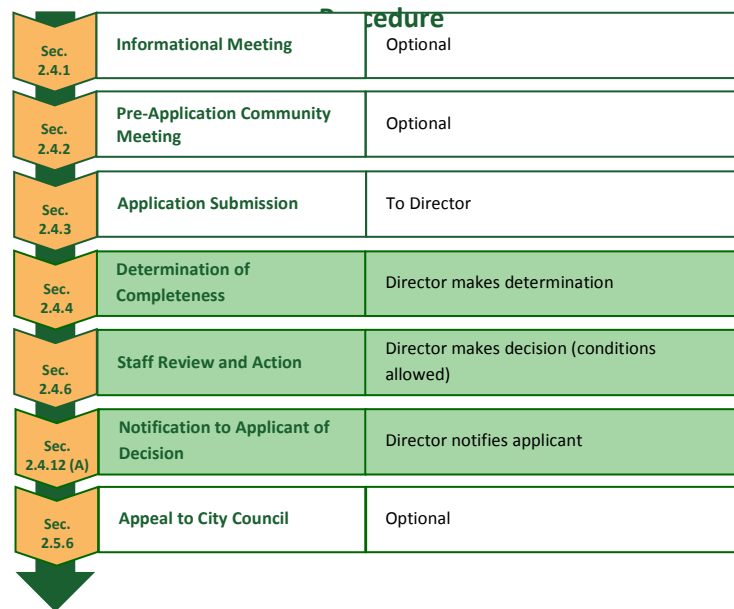 Procedure
Sec.
2.4.1
Informational Meeting
Optional
Sec.
2.4.2
Pre-Application Community
Meeting
Optional
Sec.
2.4.3
Application Submission
To Director
Sec.
2.4.4
Determination of
Completeness
Director makes determination
Sec.
2.4.6
Staff Review and Action
Director makes decision (conditions
allowed)
Sec.
2.4.12 (A)
Notification to Applicant of
Decision
Director notifies applicant
Sec.
2.5.6
Appeal to City Council
Optional